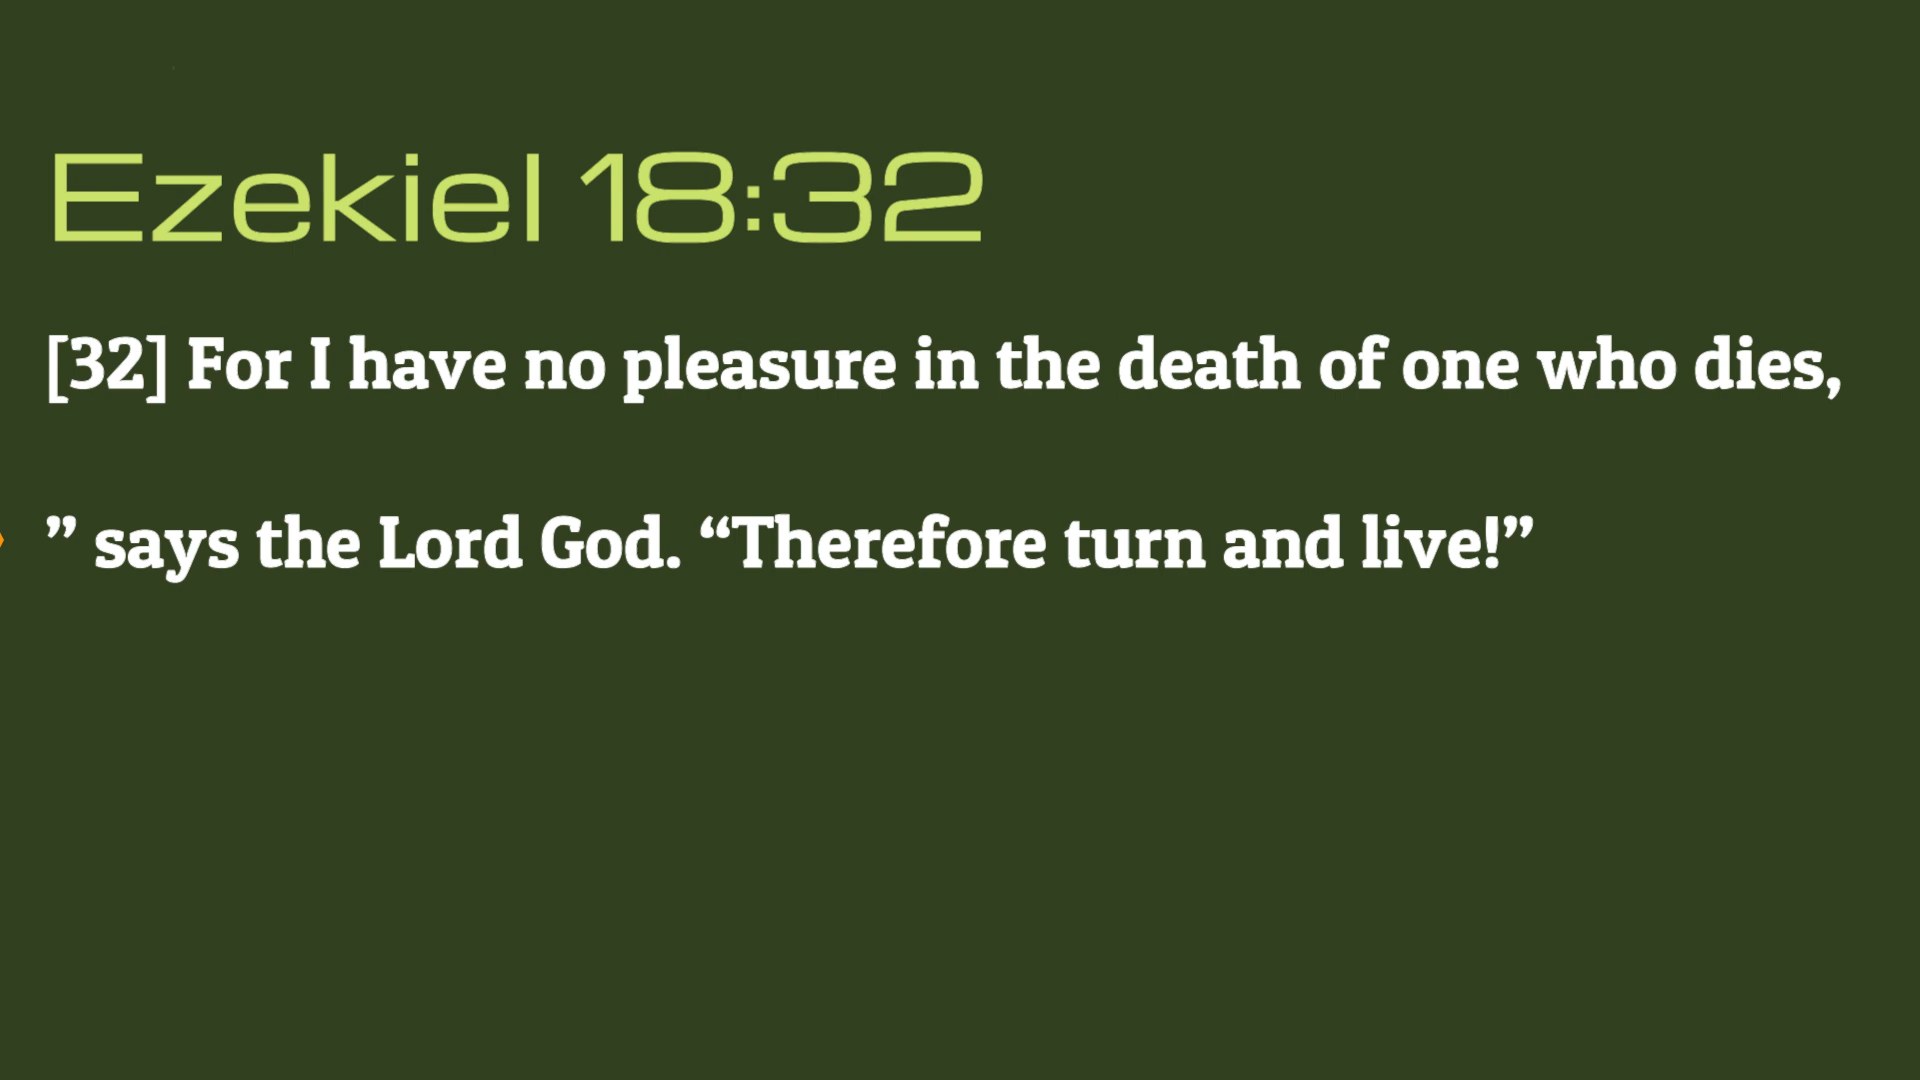 Ezekiel 18:32
[32] For I have no pleasure in the death of one who dies,
” says the Lord God. “Therefore turn and live!”